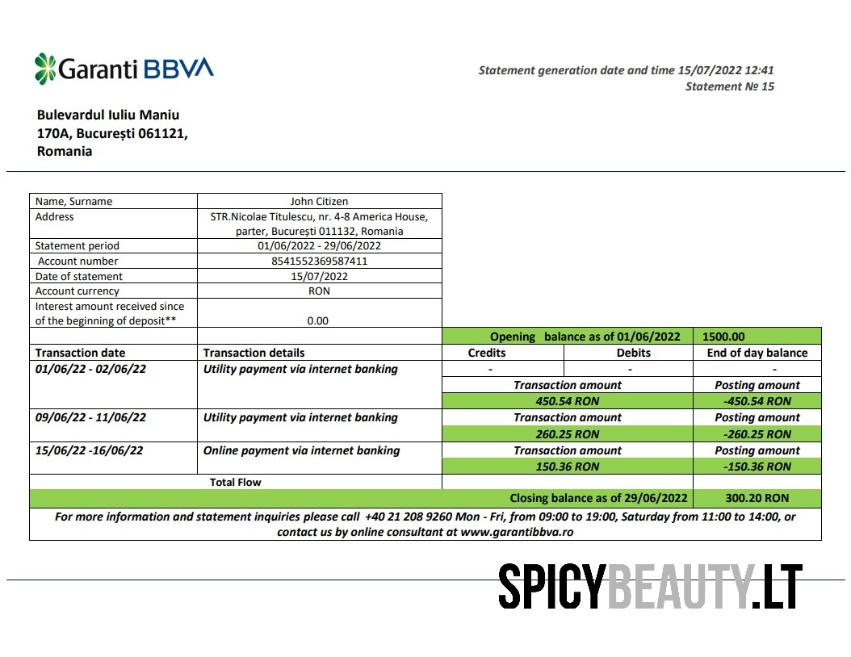 Garanti BBVA
Statement generation date and time 15/07/2022 12:41
Statement № 15
Bulevardul Iuliu Maniu
170A, București 061121,
Romania
Name, Surname John Citizen
Address STR.Nicolae Titulescu, nr. 4-8 America House,
parter, București 011132, Romania
Statement period 01/06/2022 - 29/06/2022
Account number 8541552369587411
Date of statement 15/07/2022
Account currency RON
Interest amount received since
of the beginning of deposit** 0.00
Opening balance as of 01/06/2022 1500.00
Transaction date Transaction details Credits Debits End of day balance
01/06/22 - 02/06/22 Utility payment via internet banking - - -
Transaction amount Posting amount
450.54 RON -450.54 RON
09/06/22 - 11/06/22 Utility payment via internet banking Transaction amount Posting amount
260.25 RON -260.25 RON
15/06/22 -16/06/22 Online payment via internet banking Transaction amount Posting amount
150.36 RON -150.36 RON
Total Flow
Closing balance as of 29/06/2022 300.20 RON
For more information and statement inquiries please call +40 21 208 9260 Mon - Fri, from 09:00 to 19:00, Saturday from 11:00 to 14:00, or
contact us by online consultant at www.garantibbva.ro
SPICYBEAUTY.LT